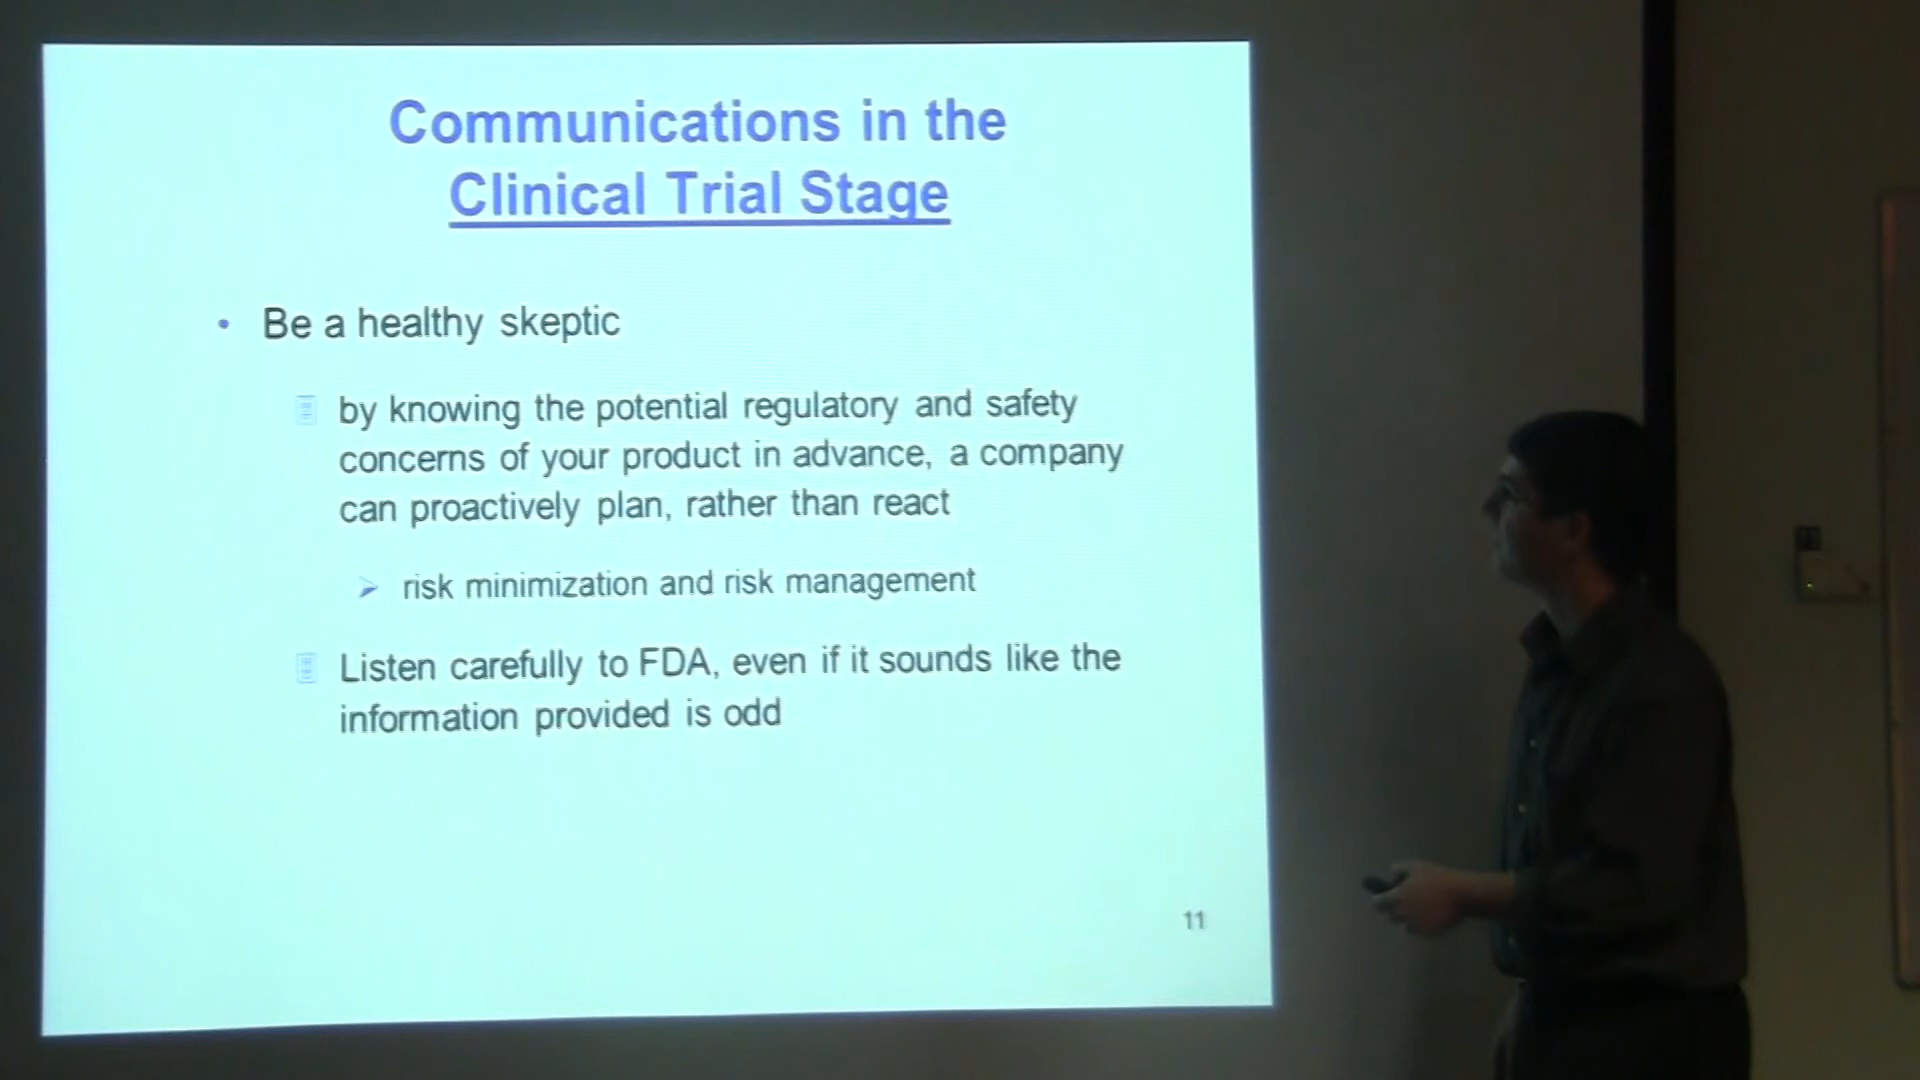 Communications in the
Clinical Trial Stage
• Be a healthy skeptic
by knowing the potential regulatory and safety
concerns of your product in advance, a company
can proactively plan, rather than react
➢ risk minimization and risk management
Listen carefully to FDA, even if it sounds like the
information provided is odd
11